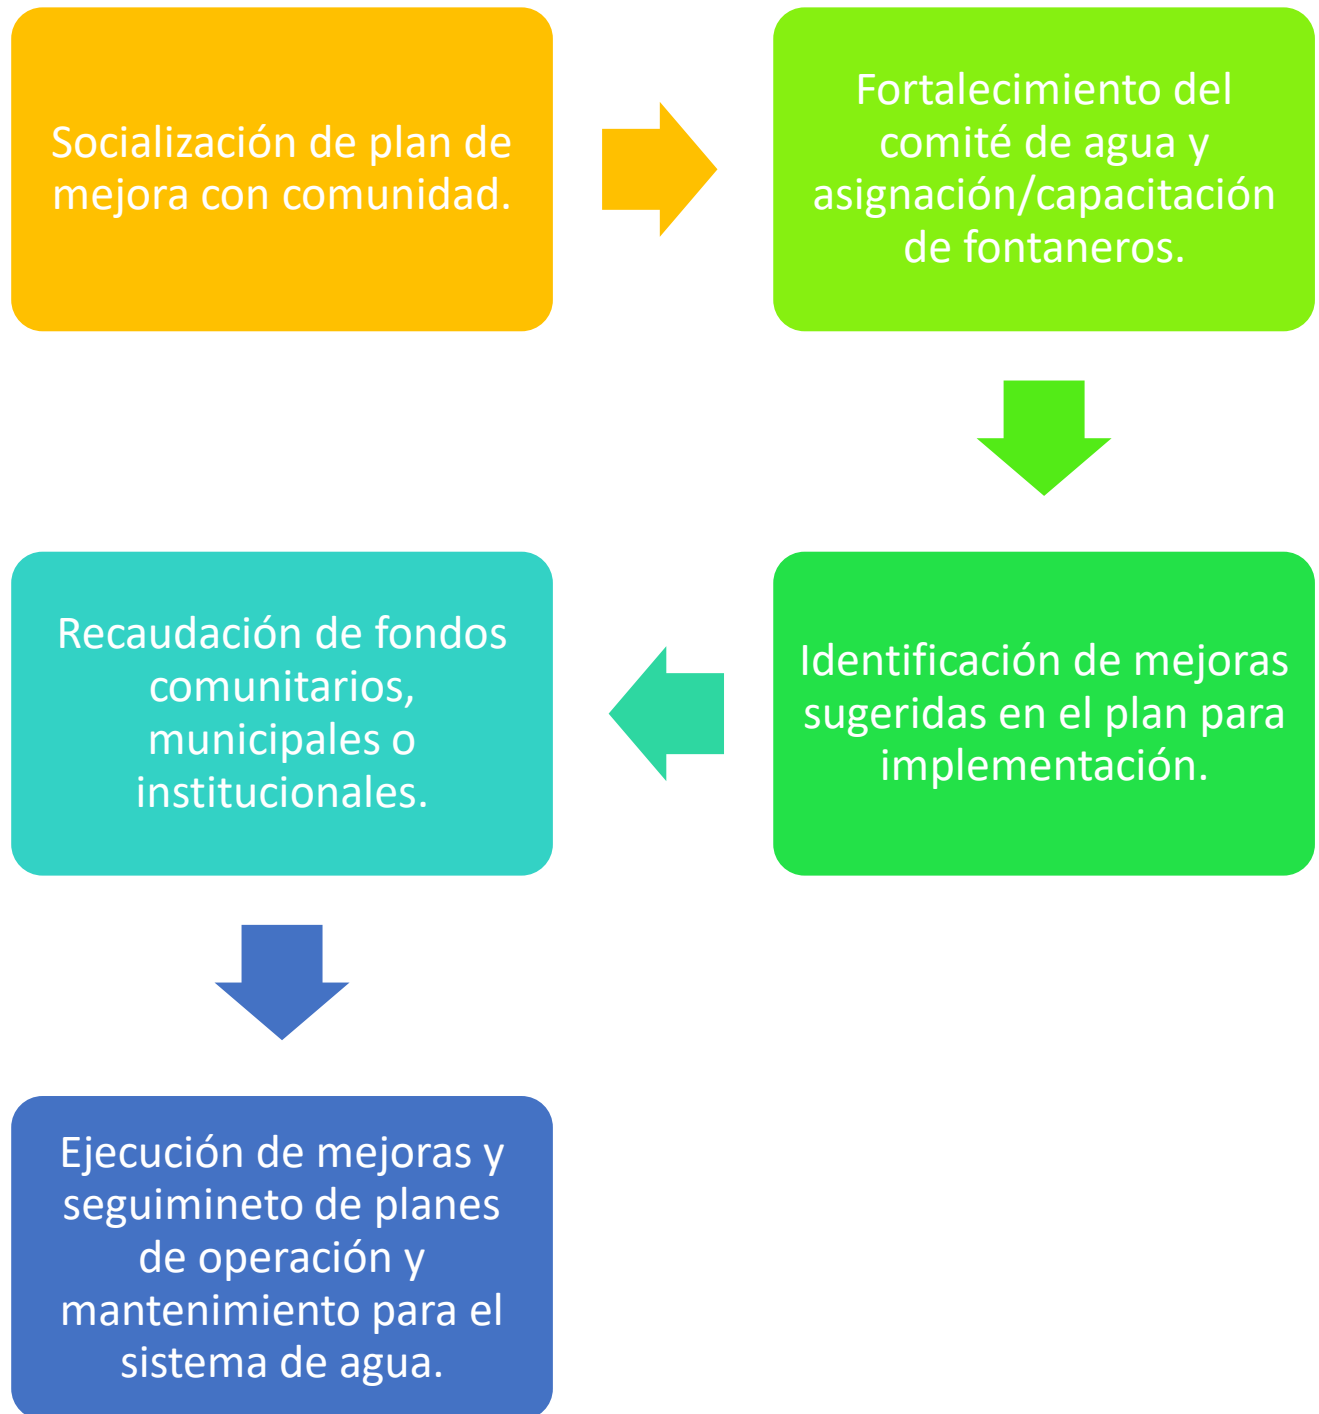 Socialización de plan de
mejora con comunidad.
Fortalecimiento del
comité de agua y
asignación/capacitación
de fontaneros.
Identificación de mejoras
sugeridas en el plan para
implementación.
Recaudación de fondos
comunitarios,
municipales o
institucionales.
Ejecución de mejoras y
seguimineto de planes
de operación y
mantenimiento para el
sistema de agua.